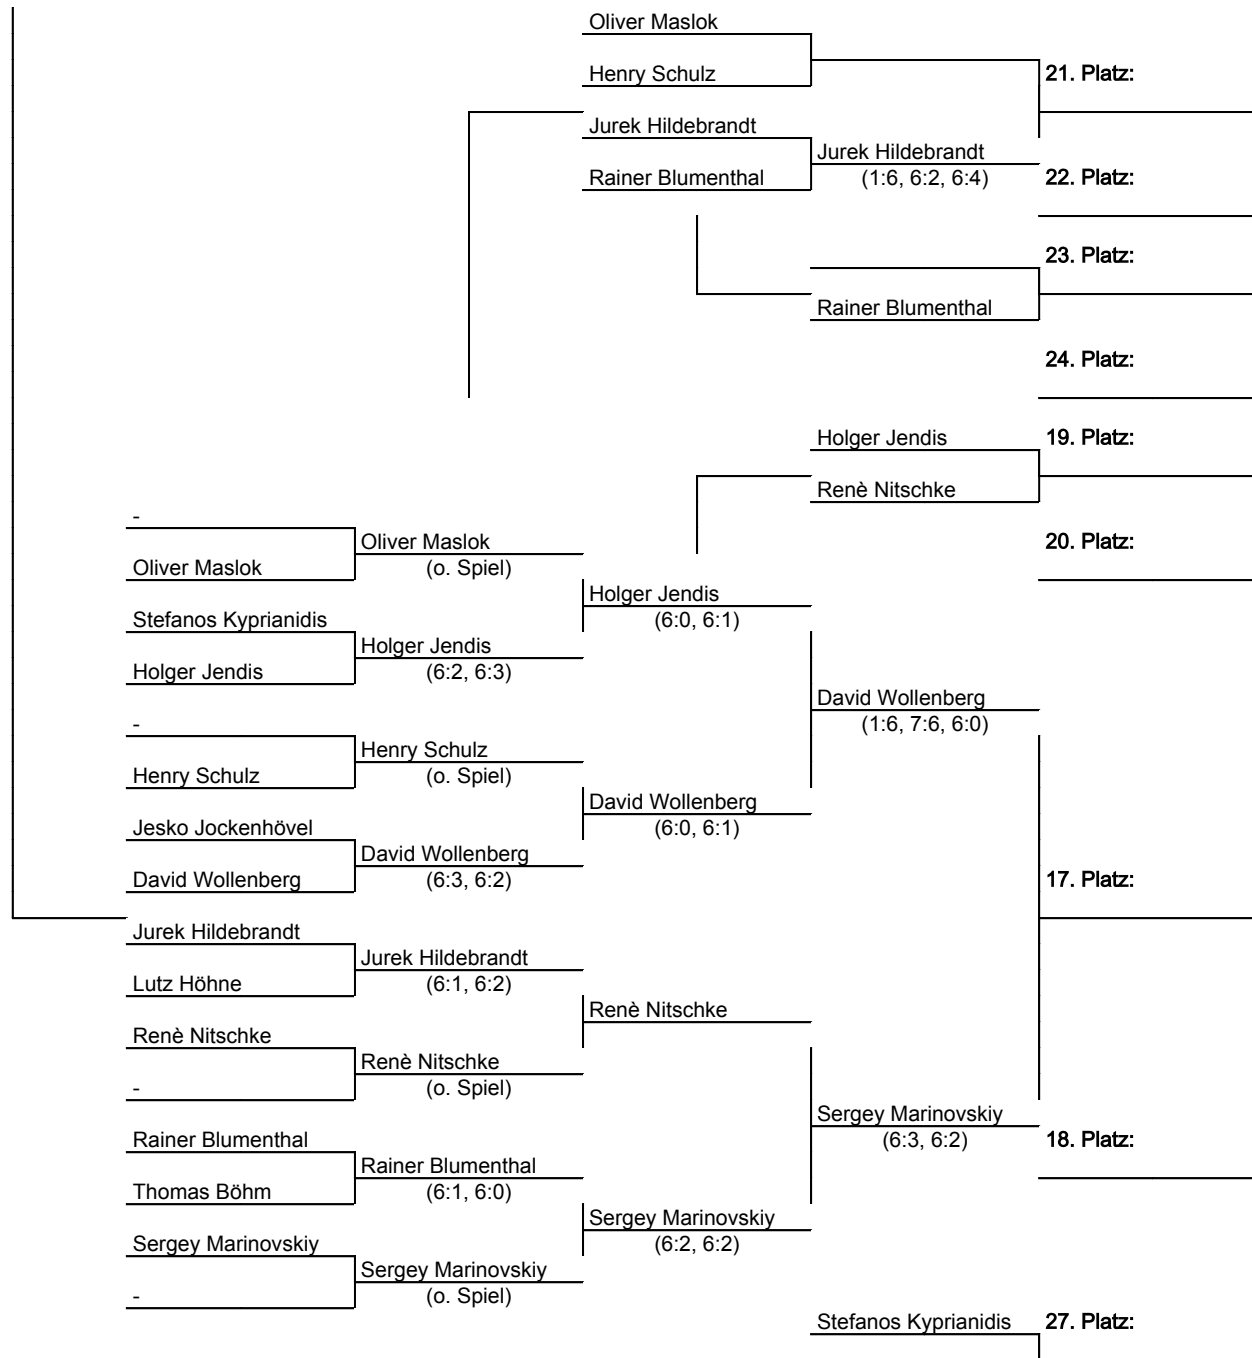 Oliver Maslok
Henry Schulz
21. Platz:
Jurek Hildebrandt
Jurek Hildebrandt
Rainer Blumenthal
(1:6, 6:2, 6:4)
22. Platz:
23. Platz:
Rainer Blumenthal
24. Platz:
Holger Jendis
19. Platz:
Renè Nitschke
-
Oliver Maslok
20. Platz:
Oliver Maslok
(o. Spiel)
Holger Jendis
Stefanos Kyprianidis
(6:0, 6:1)
Holger Jendis
Holger Jendis
(6:2, 6:3)
David Wollenberg
-
(1:6, 7:6, 6:0)
Henry Schulz
Henry Schulz
(o. Spiel)
David Wollenberg
Jesko Jockenhövel
(6:0, 6:1)
David Wollenberg
David Wollenberg
(6:3, 6:2)
17. Platz:
Jurek Hildebrandt
Jurek Hildebrandt
Lutz Höhne
(6:1, 6:2)
Renè Nitschke
Renè Nitschke
Renè Nitschke
-
(o. Spiel)
Sergey Marinovskiy
Rainer Blumenthal
(6:3, 6:2)
18. Platz:
Rainer Blumenthal
Thomas Böhm
(6:1, 6:0)
Sergey Marinovskiy
Sergey Marinovskiy
(6:2, 6:2)
Sergey Marinovskiy
-
(o. Spiel)
Stefanos Kyprianidis
27. Platz: